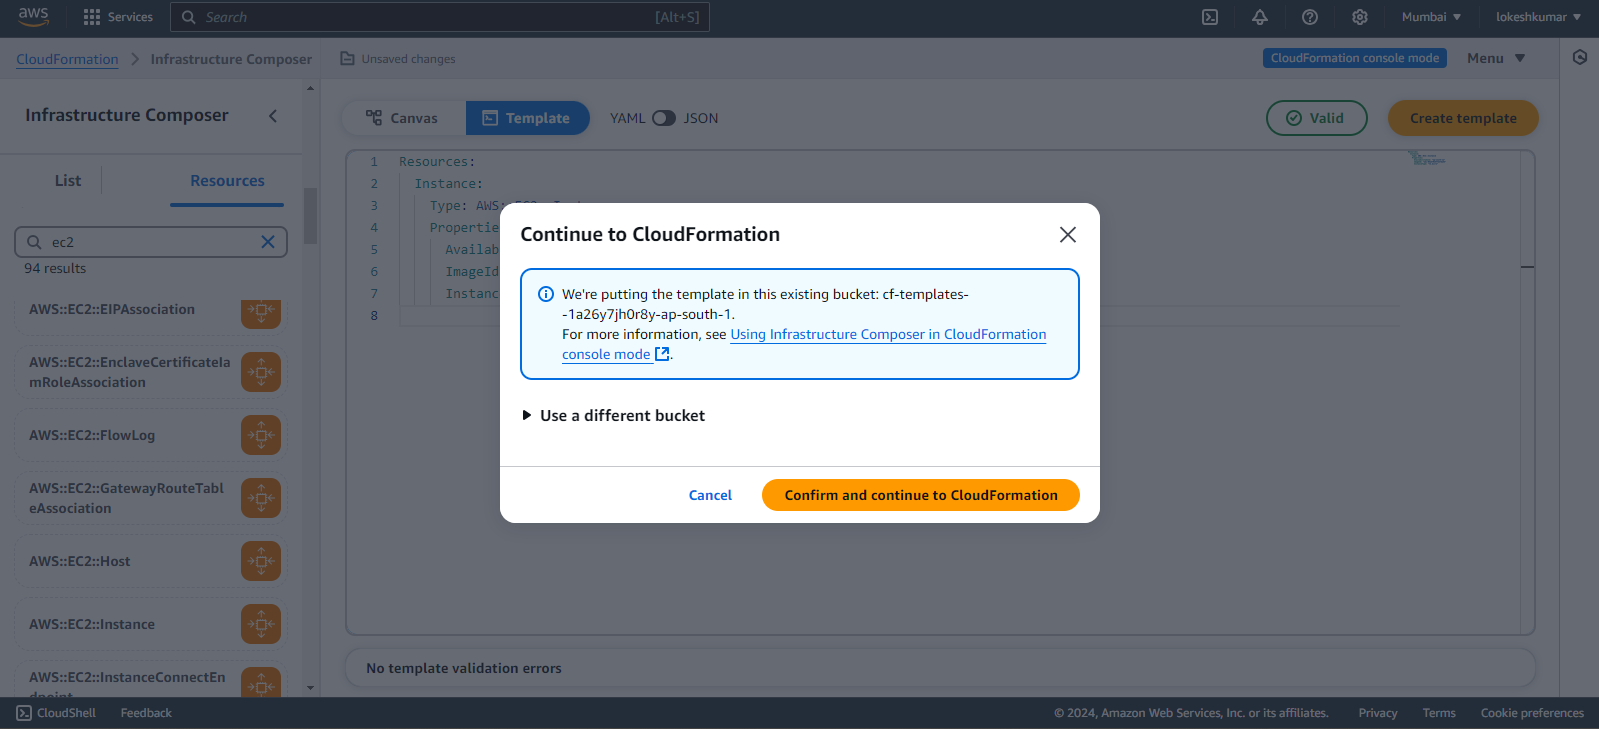 aws
Services
Search
[Alt+S]
Mumbai
lokeshkumar
CloudFormation
Infrastructure Composer
Unsaved changes
CloudFormation console mode
Menu
Infrastructure Composer
Canvas
Template
YAML
JSON
Valid
Create template
List
Resources
ec2
94 results
AWS::EC2::EIPAssociation
AWS::EC2::EnclaveCertificateIa
mRoleAssociation
AWS::EC2::FlowLog
AWS::EC2::GatewayRouteTabl
eAssociation
AWS::EC2::Host
AWS::EC2::Instance
AWS::EC2::InstanceConnectEn
dpoint
1 Resources:
2 Instance:
3 Type: AWS::EC2::Inst
4 Propertie
5 Availab
6 ImageId
7 Instanc
8
Continue to CloudFormation
We're putting the template in this existing bucket: cf-templates-
-1a26y7jh0r8y-ap-south-1.
For more information, see Using Infrastructure Composer in CloudFormation
console mode.
Use a different bucket
Cancel
Confirm and continue to CloudFormation
No template validation errors
CloudShell
Feedback
© 2024, Amazon Web Services, Inc. or its affiliates.
Privacy
Terms
Cookie preferences